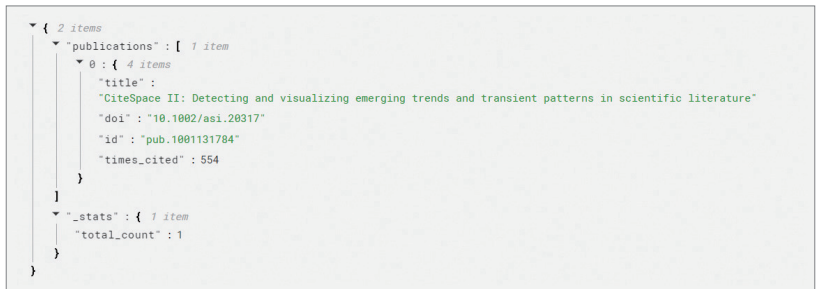 { 2 items
"publications" : [ 1 item
0 : { 4 items
"title" :
"CiteSpace II: Detecting and visualizing emerging trends and transient patterns in scientific literature"
"doi" : "10.1002/asi.20317"
"id" : "pub.1001131784"
"times_cited" : 554
}
]
"_stats" : { 1 item
"total_count" : 1
}
}